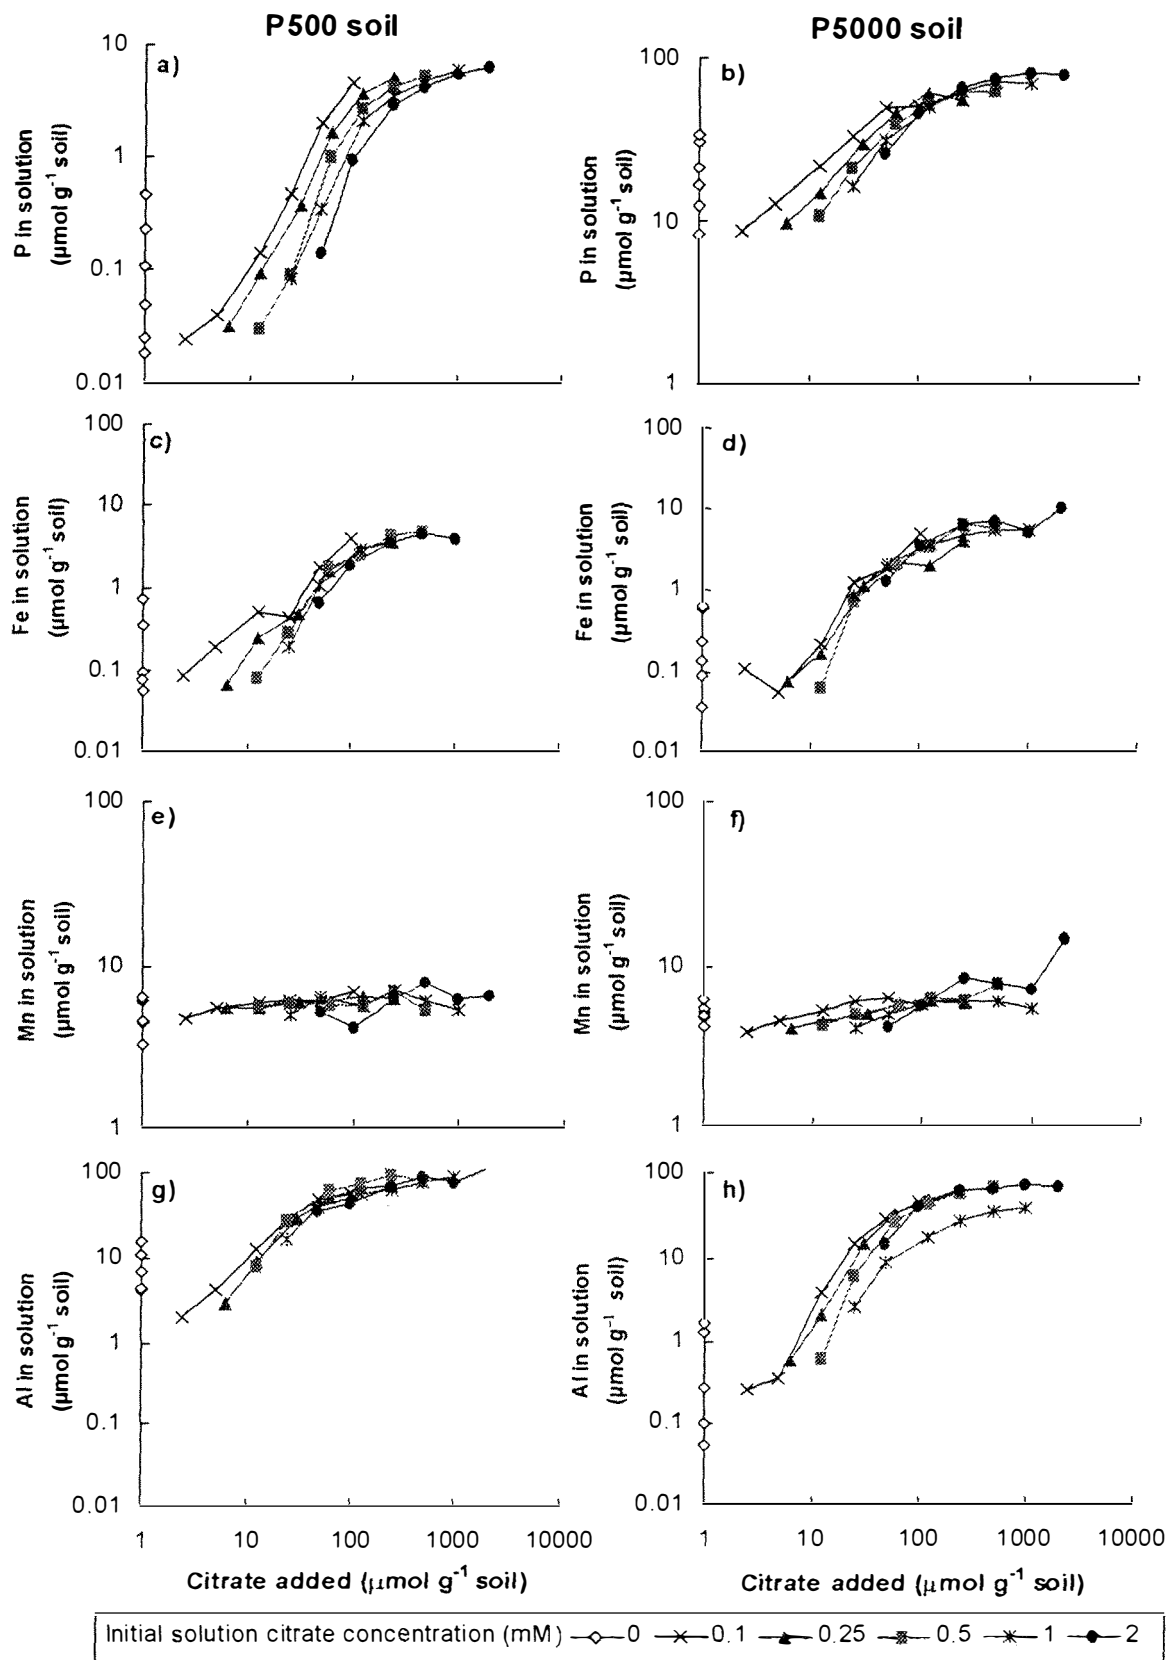 P500 soil
P5000 soil
a)
10
1
0.1
0.01
P in solution
(µmol g⁻¹ soil)
b)
100
10
1
P in solution
(µmol g⁻¹ soil)
c)
100
10
1
0.1
0.01
Fe in solution
(µmol g⁻¹ soil)
d)
100
10
1
0.1
0.01
Fe in solution
(µmol g⁻¹ soil)
e)
100
10
1
Mn in solution
(µmol g⁻¹ soil)
f)
100
10
1
Mn in solution
(µmol g⁻¹ soil)
g)
100
10
1
0.1
0.01
Al in solution
(µmol g⁻¹ soil)
1 10 100 1000 10000
Citrate added (µmol g⁻¹ soil)
h)
100
10
1
0.1
0.01
Al in solution
(µmol g⁻¹ soil)
1 10 100 1000 10000
Citrate added (µmol g⁻¹ soil)
Initial solution citrate concentration (mM) 0 0.1 0.25 0.5 1 2